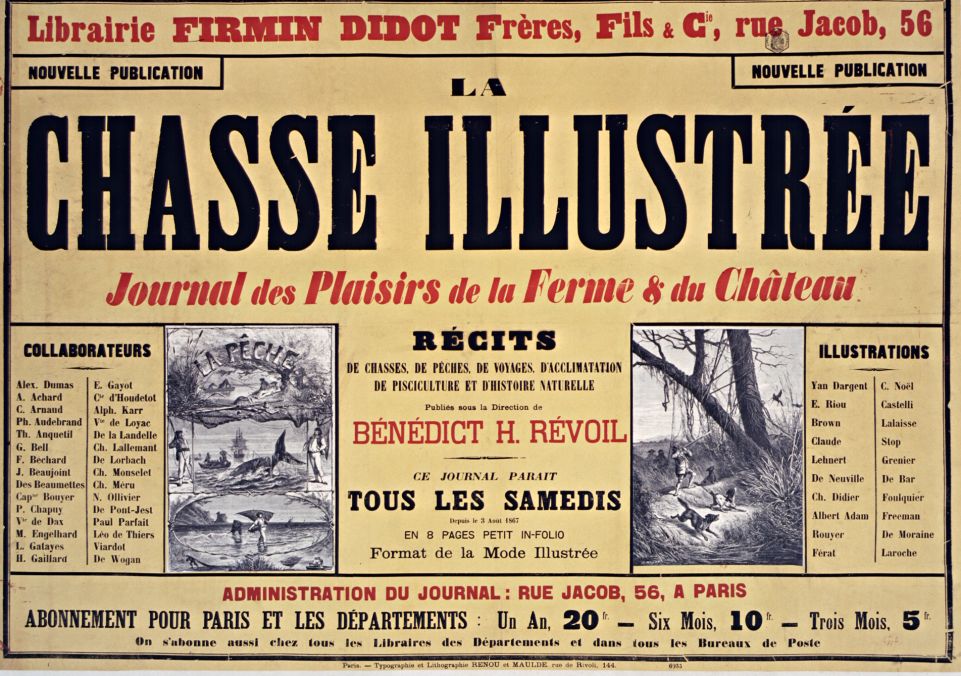 Librairie FIRMIN DIDOT Frères, Fils & Cie, rue Jacob, 56
NOUVELLE PUBLICATION
NOUVELLE PUBLICATION
LA
CHASSE ILLUSTRÉE
Journal des Plaisirs de la Ferme & du Château
COLLABORATEURS
Alex. Dumas
A. Achard
C. Arnaud
Ph. Audebrand
Th. Anquetil
G. Bell
F. Béchard
J. Beaujoint
Des Beaumettes
Capne Bouyer
P. Chapuy
Vte de Dax
M. Engelhard
L. Gatayes
H. Gaillard
E. Gayot
Cte d'Houdetot
Alph. Karr
Vte de Loyac
De la Landelle
Ch. Lallemant
De Lorbach
Ch. Monselet
Ch. Méru
N. Ollivier
De Pont-Jest
Paul Parfait
Léo de Thiers
Viardot
De Wogan
LA PÊCHE
RÉCITS
DE CHASSES, DE PÊCHES, DE VOYAGES, D'ACCLIMATATION
DE PISCICULTURE ET D'HISTOIRE NATURELLE
Publiés sous la Direction de
BÉNÉDICT H. RÉVOIL
CE JOURNAL PARAIT
TOUS LES SAMEDIS
Depuis le 3 Août 1867
EN 8 PAGES PETIT IN-FOLIO
Format de la Mode Illustrée
ILLUSTRATIONS
Yan Dargent
E. Riou
Brown
Claude
Lehnert
De Neuville
Ch. Didier
Albert Adam
Rouyer
Férat
C. Noël
Castelli
Lalaisse
Stop
Grenier
De Bar
Foulquier
Freeman
De Moraine
Laroche
ADMINISTRATION DU JOURNAL : RUE JACOB, 56, A PARIS
ABONNEMENT POUR PARIS ET LES DÉPARTEMENTS : Un An, 20 fr. — Six Mois, 10 fr. — Trois Mois, 5 fr.
On s'abonne aussi chez tous les Libraires des Départements et dans tous les Bureaux de Poste
Paris. — Typographie et Lithographie RENOU et MAULDE, rue de Rivoli, 144.